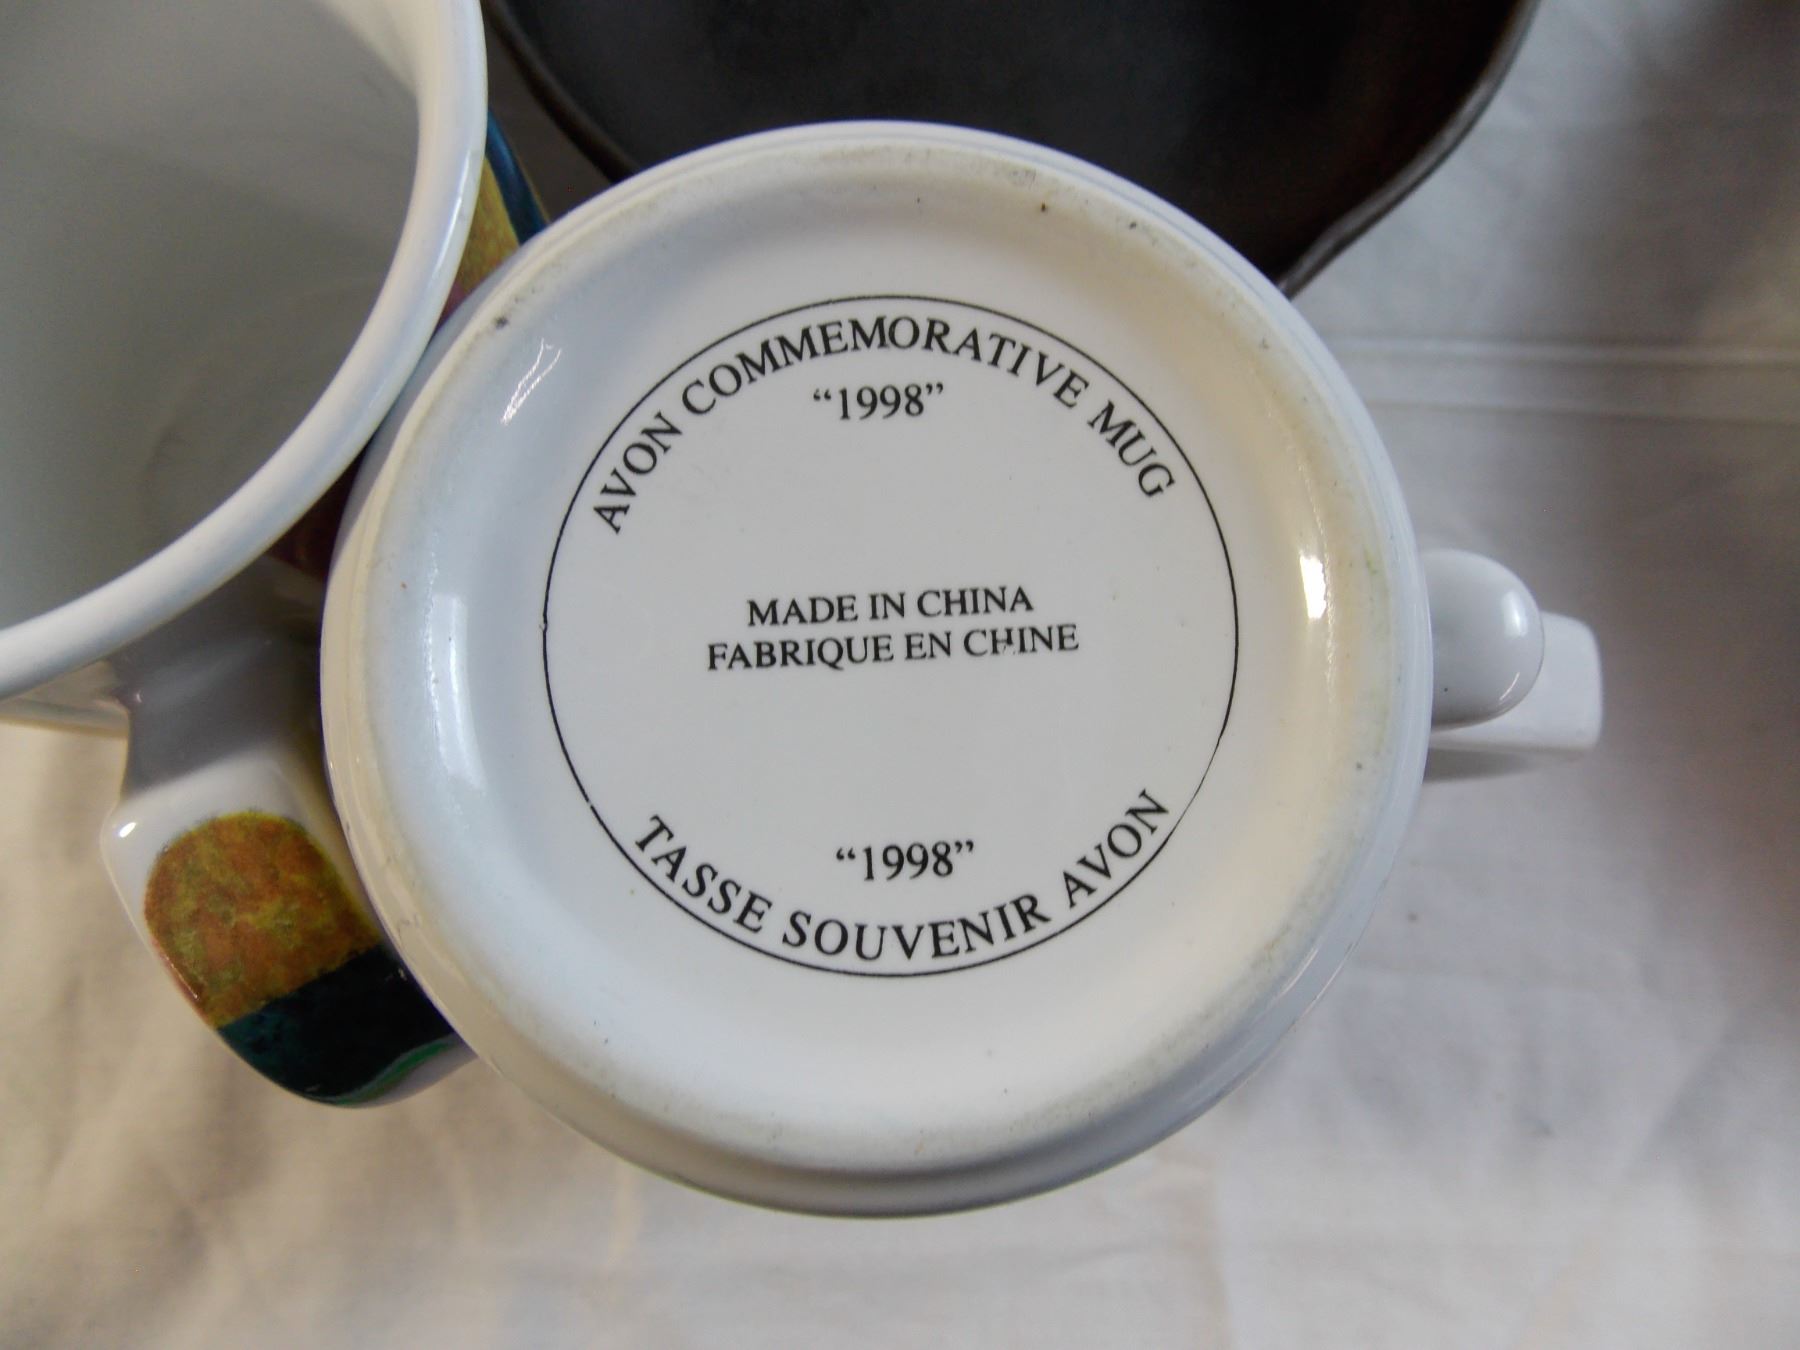 AVON COMMEMORATIVE MUG
“1998”
MADE IN CHINA
FABRIQUE EN CHINE
“1998”
TASSE SOUVENIR AVON